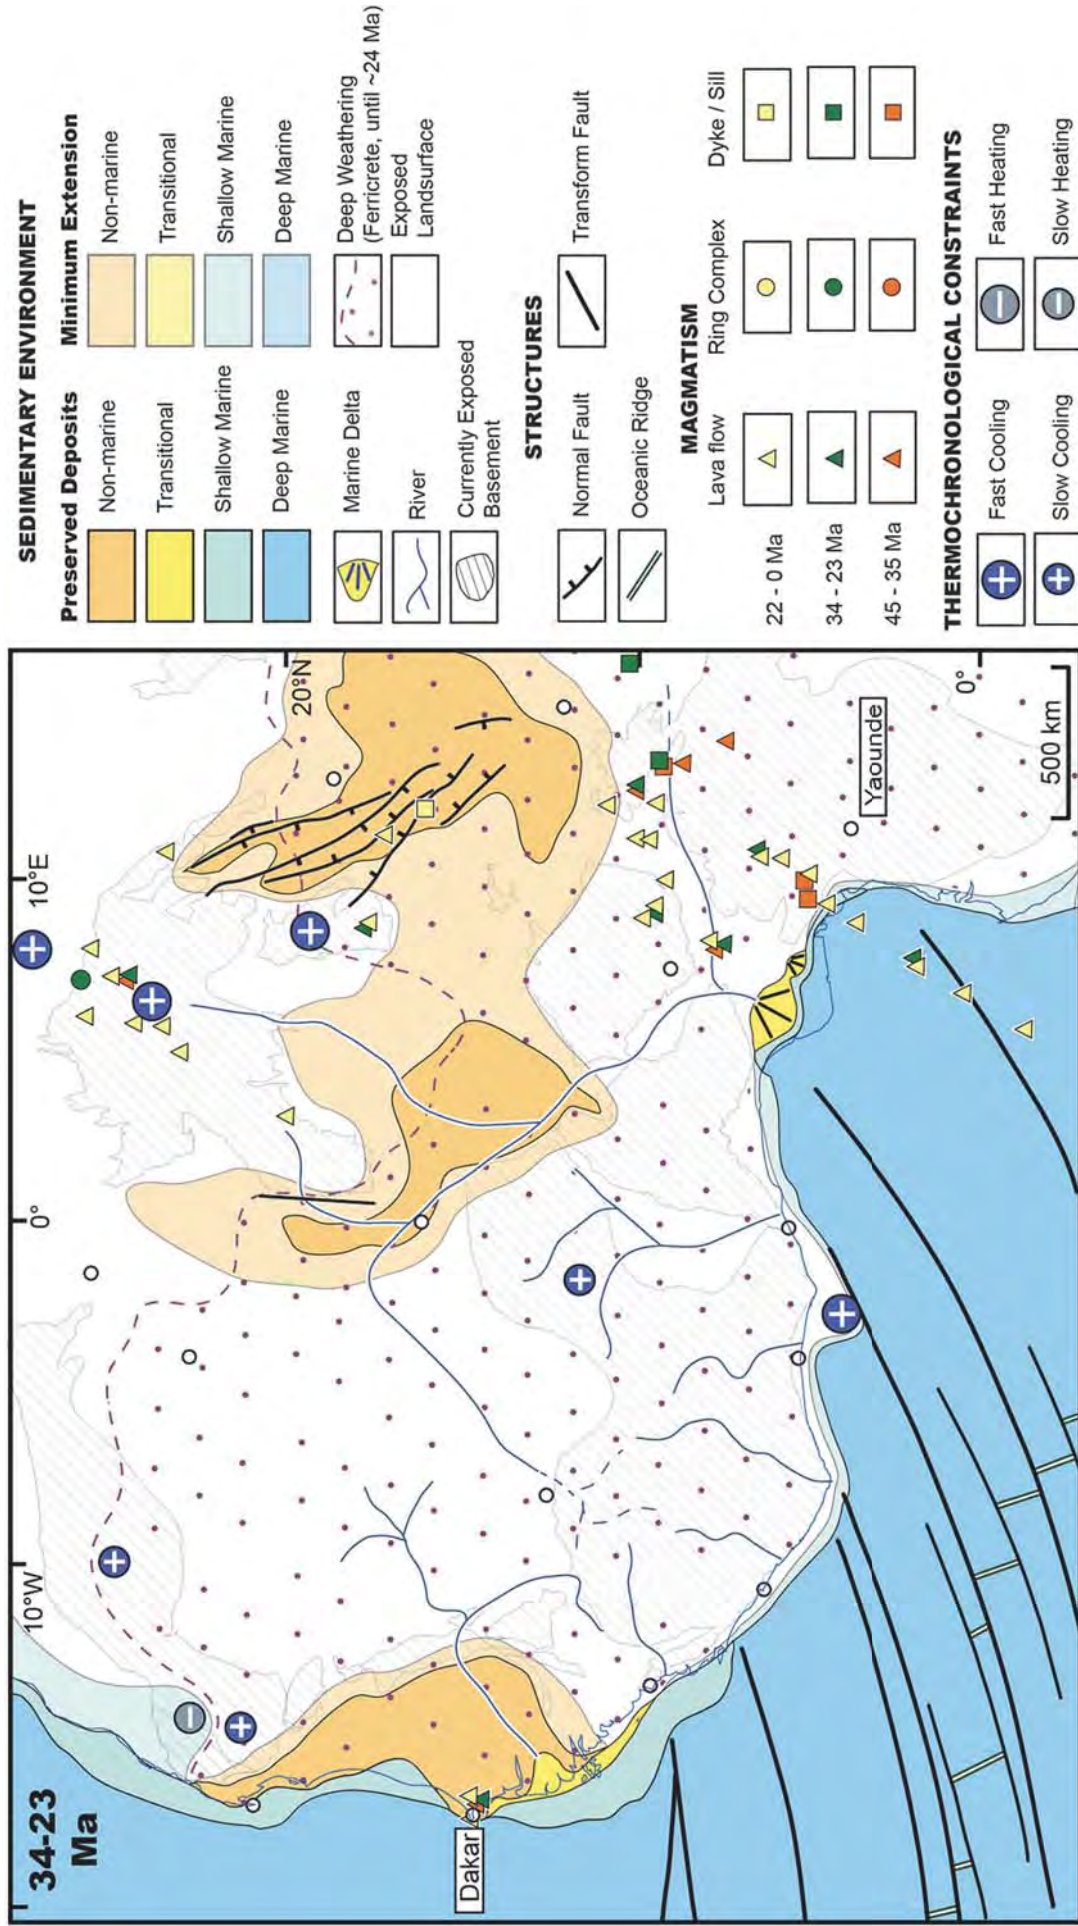 34-23
Ma
10°W
0°
10°E
20°N
0°
Dakar
Yaounde
500 km
SEDIMENTARY ENVIRONMENT
Preserved Deposits
Minimum Extension
Non-marine
Non-marine
Transitional
Transitional
Shallow Marine
Shallow Marine
Deep Marine
Deep Marine
Marine Delta
Deep Weathering
(Ferricrete, until ~24 Ma)
River
Exposed
Landsurface
Currently Exposed
Basement
STRUCTURES
Normal Fault
Transform Fault
Oceanic Ridge
MAGMATISM
Lava flow
Ring Complex
Dyke / Sill
22 - 0 Ma
34 - 23 Ma
45 - 35 Ma
THERMOCHRONOLOGICAL CONSTRAINTS
Fast Cooling
Fast Heating
Slow Cooling
Slow Heating